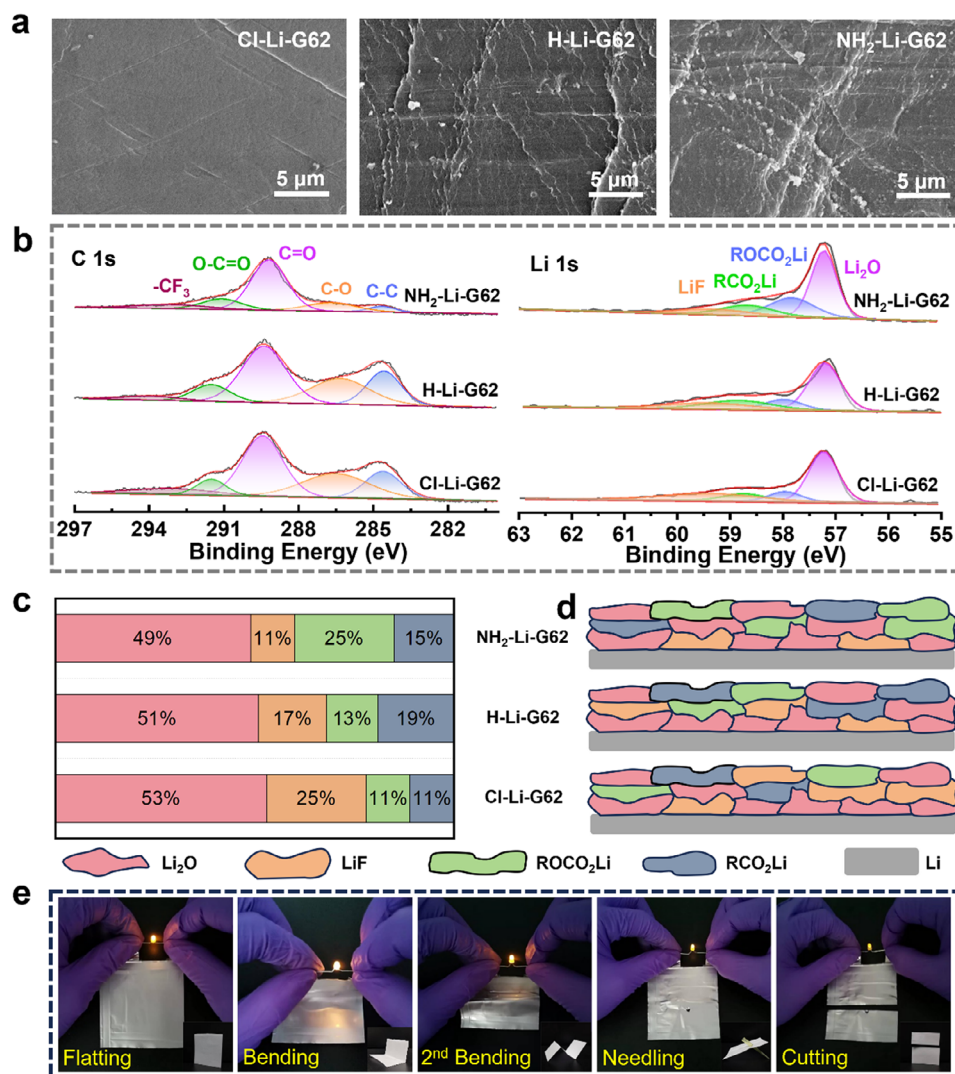 a
Cl-Li-G62
5 μm
H-Li-G62
5 μm
NH₂-Li-G62
5 μm
b
C 1s
-CF₃
O-C=O
C=O
C-O
C-C
NH₂-Li-G62
H-Li-G62
Cl-Li-G62
297 294 291 288 285 282
Binding Energy (eV)
Li 1s
LiF
RCO₂Li
ROCO₂Li
Li₂O
NH₂-Li-G62
H-Li-G62
Cl-Li-G62
63 62 61 60 59 58 57 56 55
Binding Energy (eV)
c
49% 11% 25% 15%
51% 17% 13% 19%
53% 25% 11% 11%
d
NH₂-Li-G62
H-Li-G62
Cl-Li-G62
Li₂O LiF ROCO₂Li RCO₂Li Li
e
Flatting
Bending
2nd Bending
Needling
Cutting